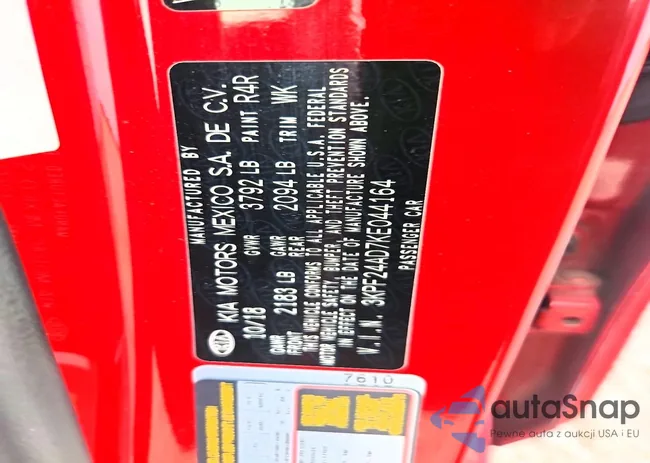 MANUFACTURED BY
KIA KIA MOTORS MEXICO S.A. DE C.V.
10/18 GVWR 3792 LB PAINT R4R
GAWR FRONT 2183 LB GAWR REAR 2094 LB TRIM WK
THIS VEHICLE CONFORMS TO ALL APPLICABLE U.S.A. FEDERAL
MOTOR VEHICLE SAFETY, BUMPER, AND THEFT PREVENTION STANDARDS
IN EFFECT ON THE DATE OF MANUFACTURE SHOWN ABOVE.
V.I.N. 3KPF24AD7KE044164
PASSENGER CAR
7610
autaSnap
Pewne auta z aukcji USA i EU